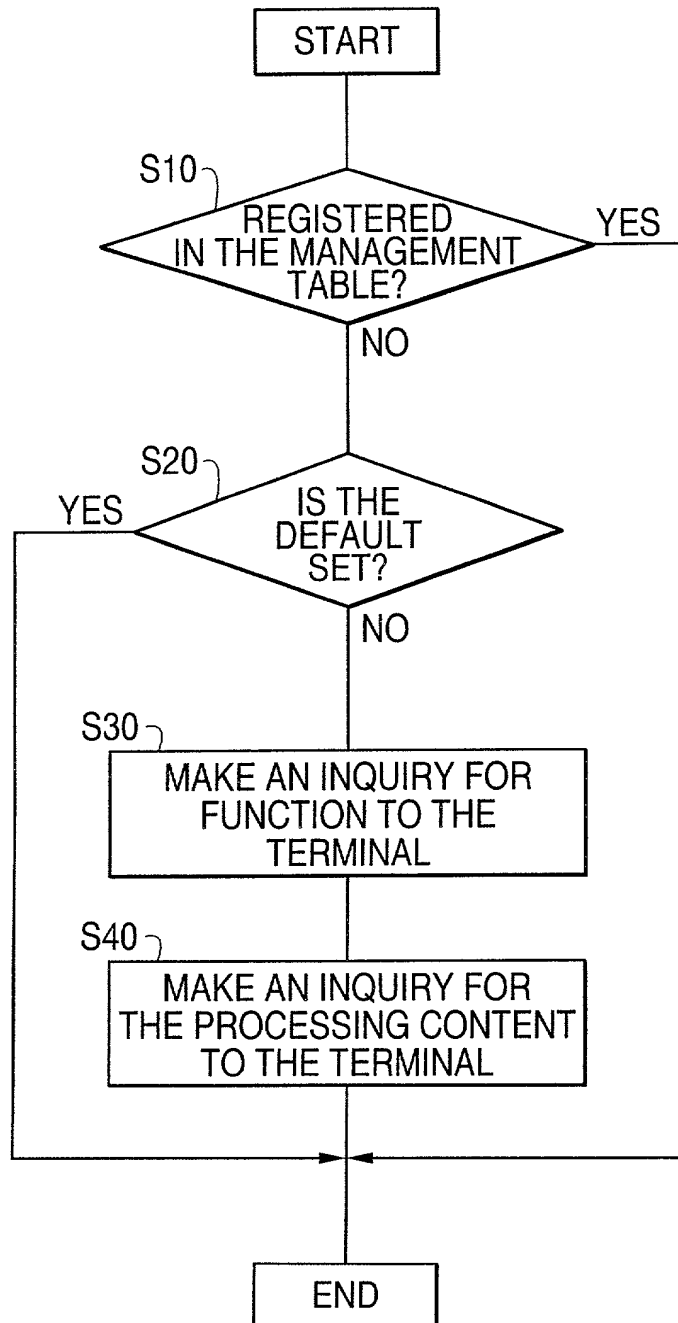 START
S10
REGISTERED
IN THE MANAGEMENT
TABLE?
YES
NO
S20
YES
IS THE
DEFAULT
SET?
NO
S30
MAKE AN INQUIRY FOR
FUNCTION TO THE
TERMINAL
S40
MAKE AN INQUIRY FOR
THE PROCESSING CONTENT
TO THE TERMINAL
END